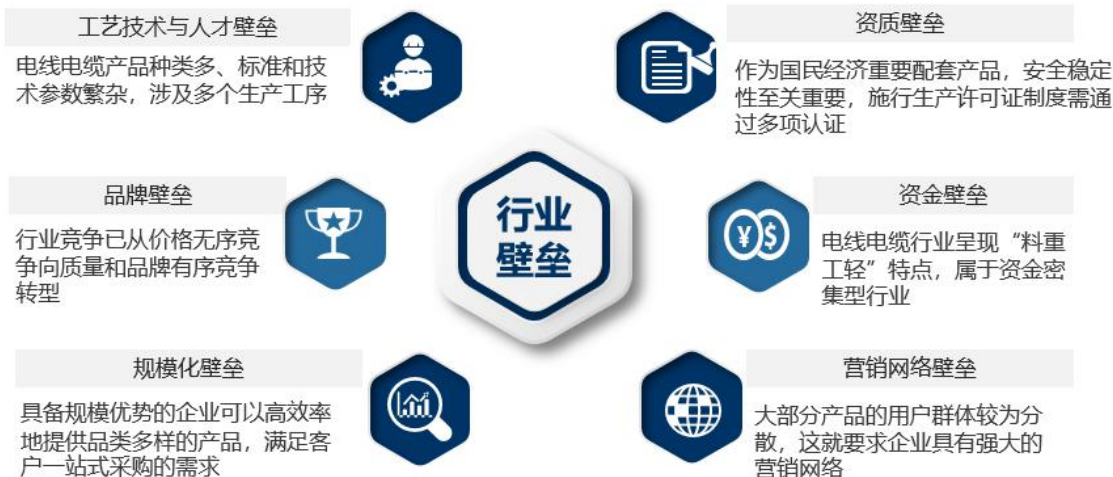 工艺技术与人才壁垒
电线电缆产品种类多、标准和技
术参数繁杂，涉及多个生产工序
资质壁垒
作为国民经济重要配套产品，安全稳定
性至关重要，施行生产许可证制度需通
过多项认证
品牌壁垒
行业竞争已从价格无序竞
争向质量和品牌有序竞争
转型
行业
壁垒
资金壁垒
¥$
电线电缆行业呈现“料重
工轻”特点，属于资金密
集型行业
规模化壁垒
具备规模优势的企业可以高效率
地提供品类多样的产品，满足客
户一站式采购的需求
营销网络壁垒
大部分产品的用户群体较为分
散，这就要求企业具有强大的
营销网络